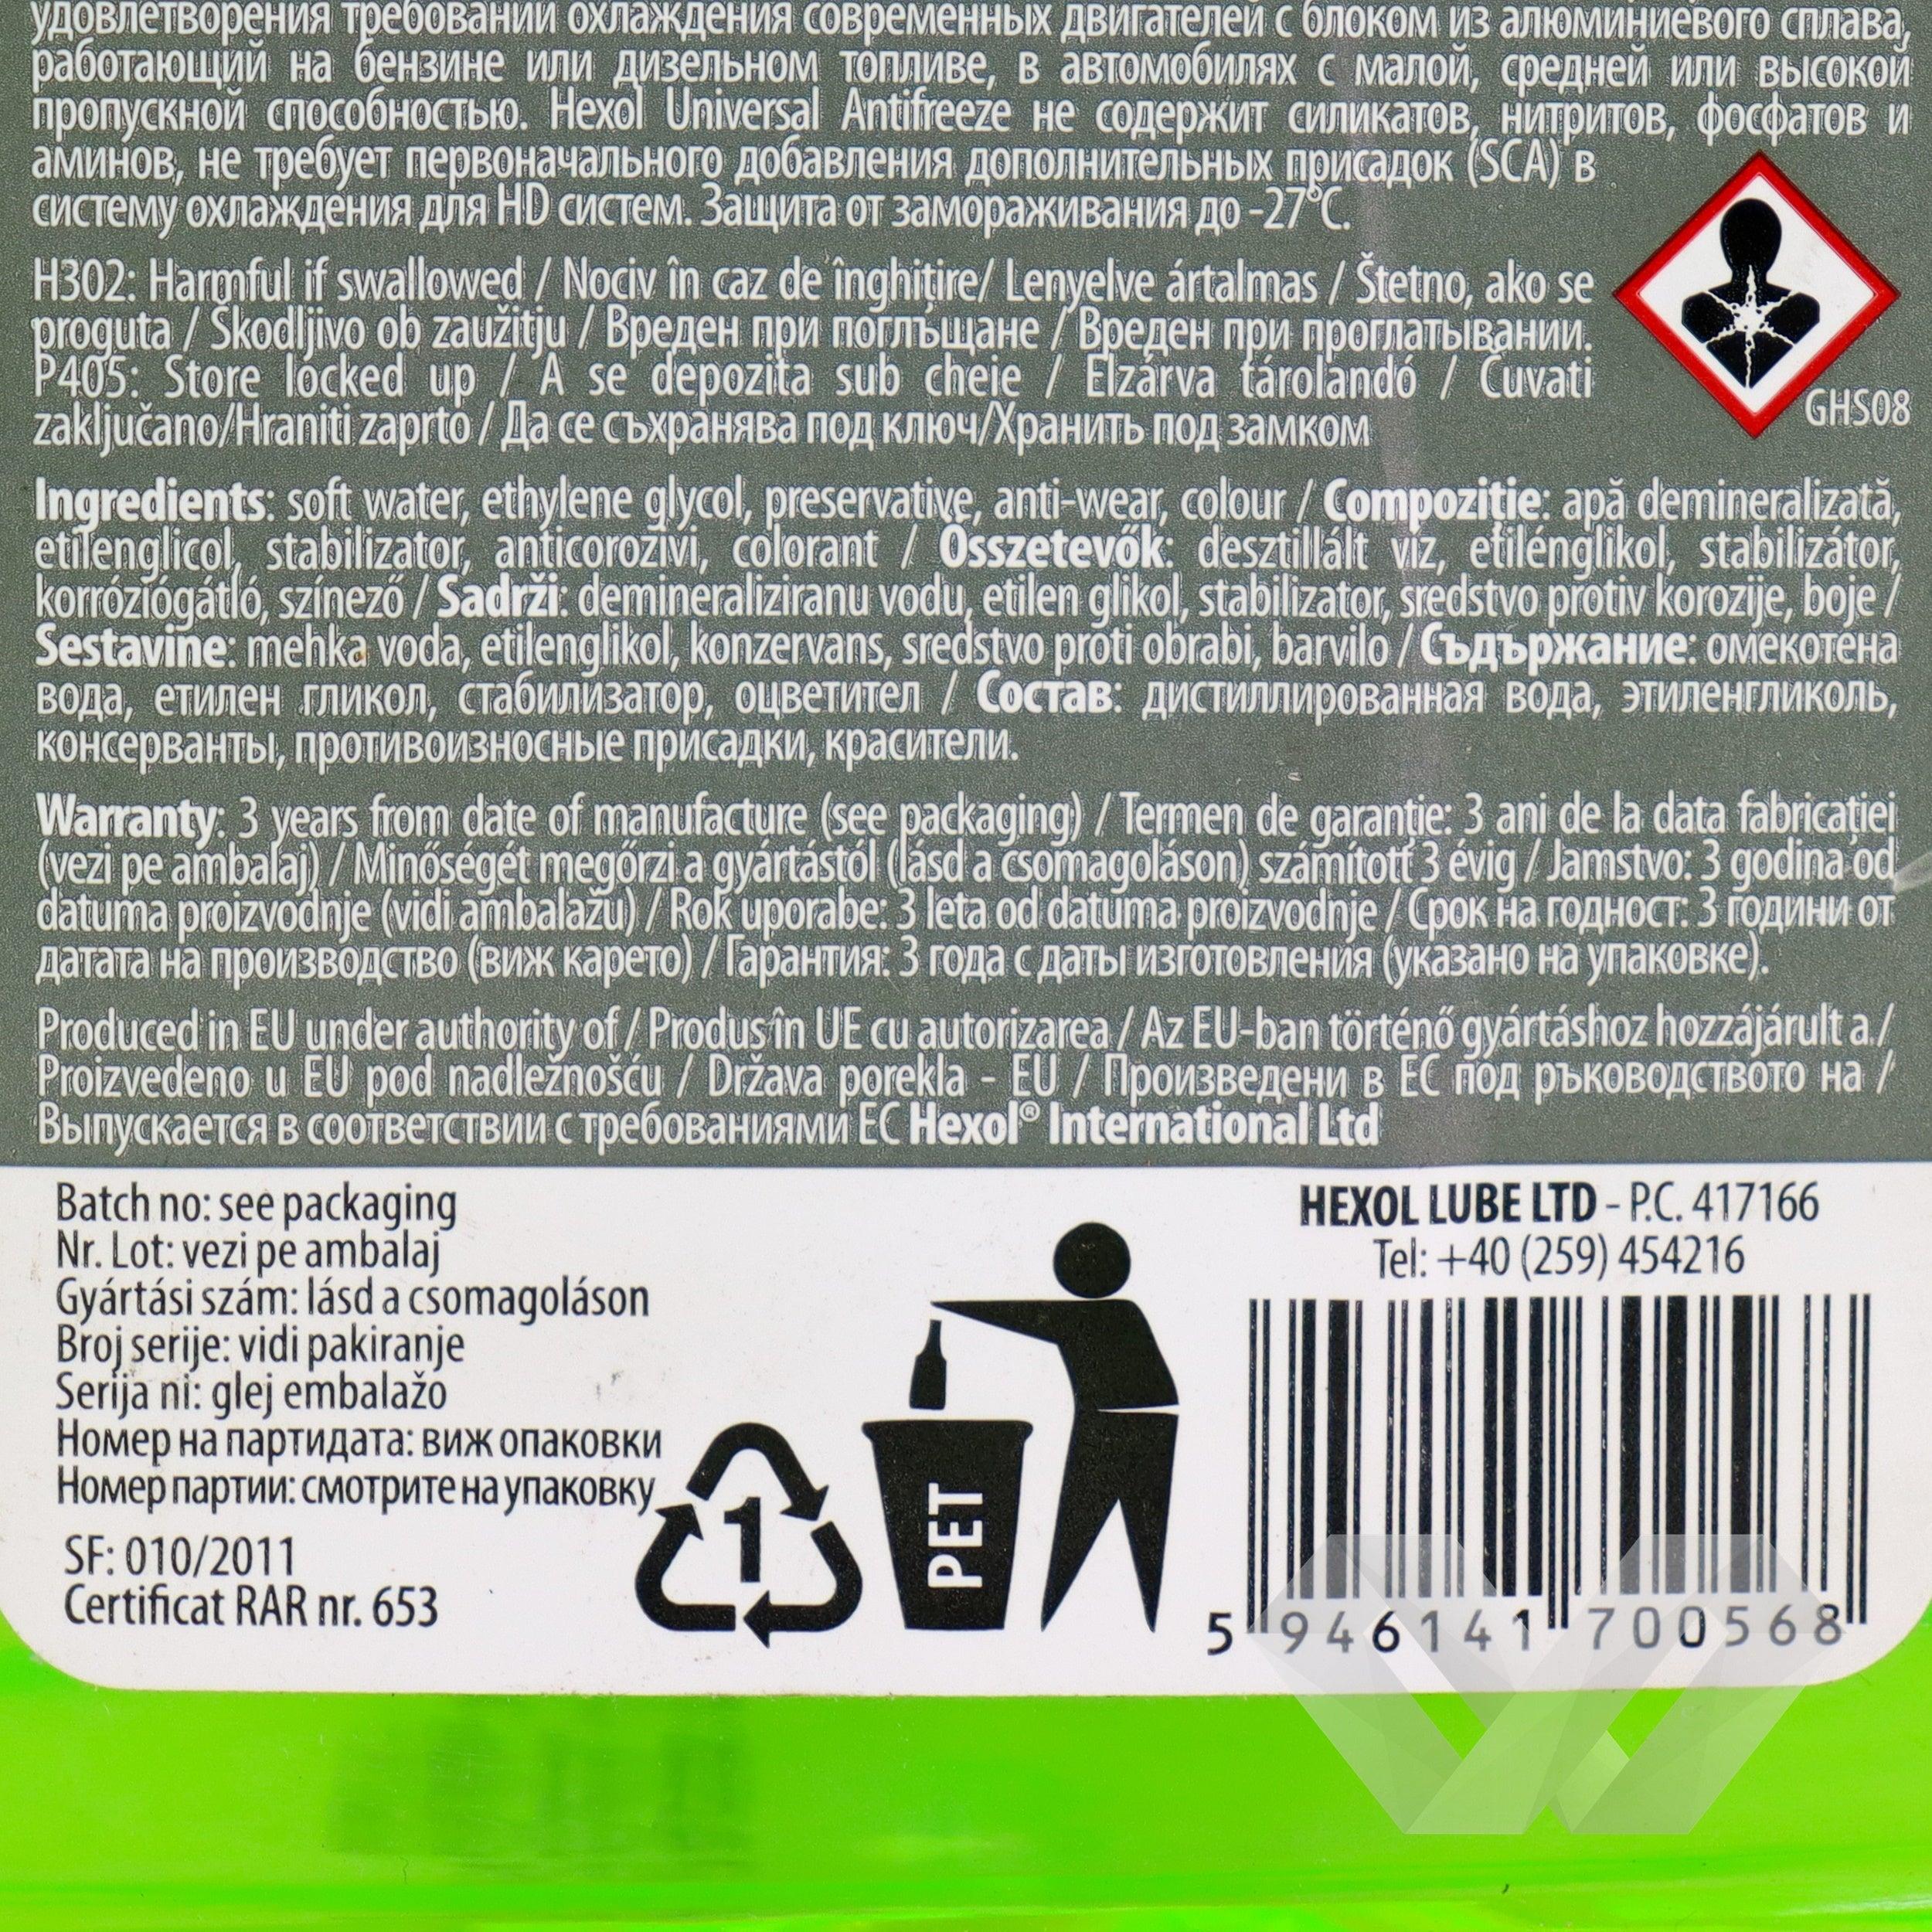 удовлетворения требований охлаждения современных двигателей с блоком из алюминиевого сплава,
работающий на бензине или дизельном топливе, в автомобилях с малой, средней или высокой
пропускной способностью. Hexol Universal Antifreeze не содержит силикатов, нитритов, фосфатов и
аминов, не требует первоначального добавления дополнительных присадок (SCA) в
систему охлаждения для HD систем. Защита от замораживания до -27°C.
H302: Harmful if swallowed / Nociv în caz de înghițire/ Lenyelve ártalmas / Štetno, ako se
proguta / Škodljivo ob zaužitju / Вреден при поглъщане / Вреден при проглатывании.
P405: Store locked up / A se depozita sub cheie / Elzárva tárolandó / Čuvati
zaključano/Hraniti zaprto / Да се съхранява под ключ/Хранить под замком
GHS08
Ingredients: soft water, ethylene glycol, preservative, anti-wear, colour / Compoziție: apă demineralizată,
etilenglicol, stabilizator, anticorozivi, colorant / Összetevők: desztillált víz, etilénglikol, stabilizátor,
korróziógátló, színező / Sadrži: demineraliziranu vodu, etilen glikol, stabilizator, sredstvo protiv korozije, boje /
Sestavine: mehka voda, etilenglikol, konzervans, sredstvo proti obrabi, barvilo / Съдържание: омекотена
вода, етилен гликол, стабилизатор, оцветител / Состав: дистиллированная вода, этиленгликоль,
консерванты, противоизносные присадки, красители.
Warranty: 3 years from date of manufacture (see packaging) / Termen de garanție: 3 ani de la data fabricației
(vezi pe ambalaj) / Minőségét megőrzi a gyártástól (lásd a csomagoláson) számított 3 évig / Jamstvo: 3 godina od
datuma proizvodnje (vidi ambalažu) / Rok uporabe: 3 leta od datuma proizvodnje / Срок на годност: 3 години от
датата на производство (виж карето) / Гарантия: 3 года с даты изготовления (указано на упаковке).
Produced in EU under authority of / Produs în UE cu autorizarea / Az EU-ban történő gyártáshoz hozzájárult a /
Proizvedeno u EU pod nadležnošću / Država porekla - EU / Произведени в ЕС под ръководството на /
Выпускается в соответствии с требованиями ЕС Hexol® International Ltd
Batch no: see packaging
Nr. Lot: vezi pe ambalaj
Gyártási szám: lásd a csomagoláson
Broj serije: vidi pakiranje
Serija ni: glej embalažo
Номер на партидата: виж опаковки
Номер партии: смотрите на упаковку
SF: 010/2011
Certificat RAR nr. 653
1
PET
HEXOL LUBE LTD - P.C. 417166
Tel: +40 (259) 454216
5 946141 700568